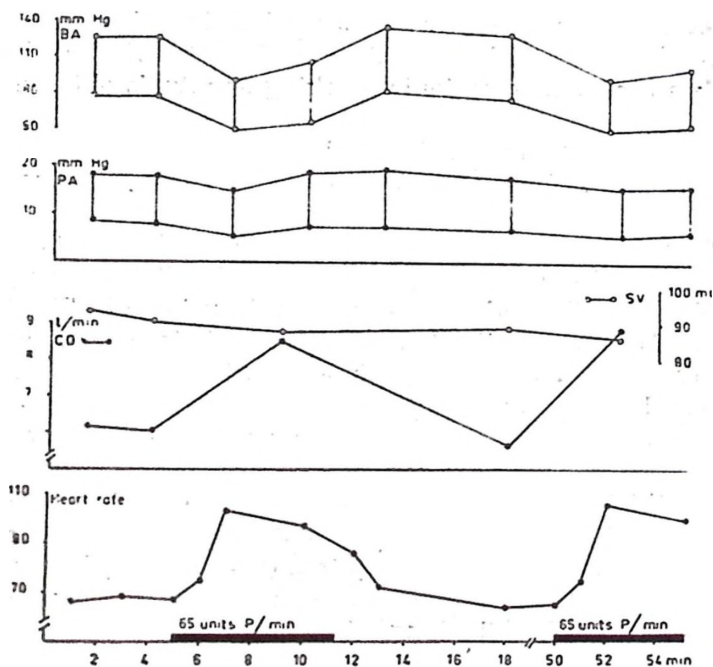 140 mm Hg
BA
110
80
50
20 mm Hg
PA
10
SV
100 ml
90
80
9 l/min
CO
8
7
110
Heart rate
90
70
65 units P/min
65 units P/min
2 4 6 8 10 12 14 16 18 50 52 54 min